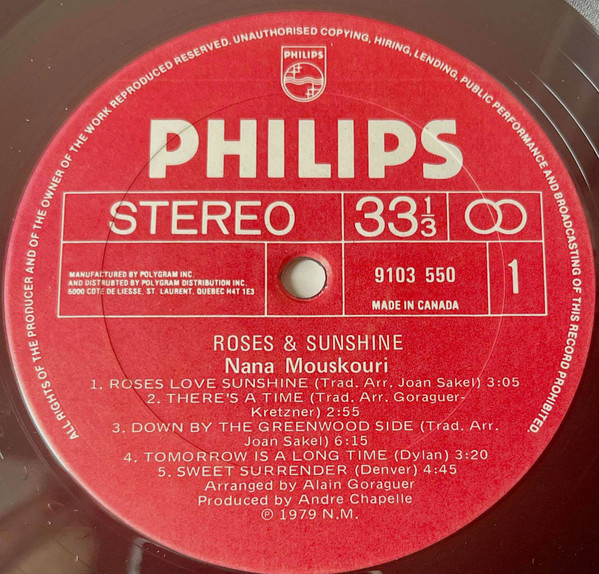 ALL RIGHTS OF THE PRODUCER AND OF THE OWNER OF THE WORK REPRODUCED RESERVED. UNAUTHORISED COPYING, HIRING, LENDING, PUBLIC PERFORMANCE AND BROADCASTING OF THIS RECORD PROHIBITED.
PHILIPS
PHILIPS
STEREO 33 1/3
MANUFACTURED BY POLYGRAM INC.
AND DISTRIBUTED BY POLYGRAM DISTRIBUTION INC.
6000 COTE DE LIESSE, ST. LAURENT, QUEBEC H4T 1E3
9103 550 1
MADE IN CANADA
ROSES & SUNSHINE
Nana Mouskouri
1. ROSES LOVE SUNSHINE (Trad. Arr. Joan Sakel) 3:05
2. THERE'S A TIME (Trad. Arr. Goraguer-
Kretzner) 2:55
3. DOWN BY THE GREENWOOD SIDE (Trad. Arr.
Joan Sakel) 6:15
4. TOMORROW IS A LONG TIME (Dylan) 3:20
5. SWEET SURRENDER (Denver) 4:45
Arranged by Alain Goraguer
Produced by Andre Chapelle
℗ 1979 N.M.